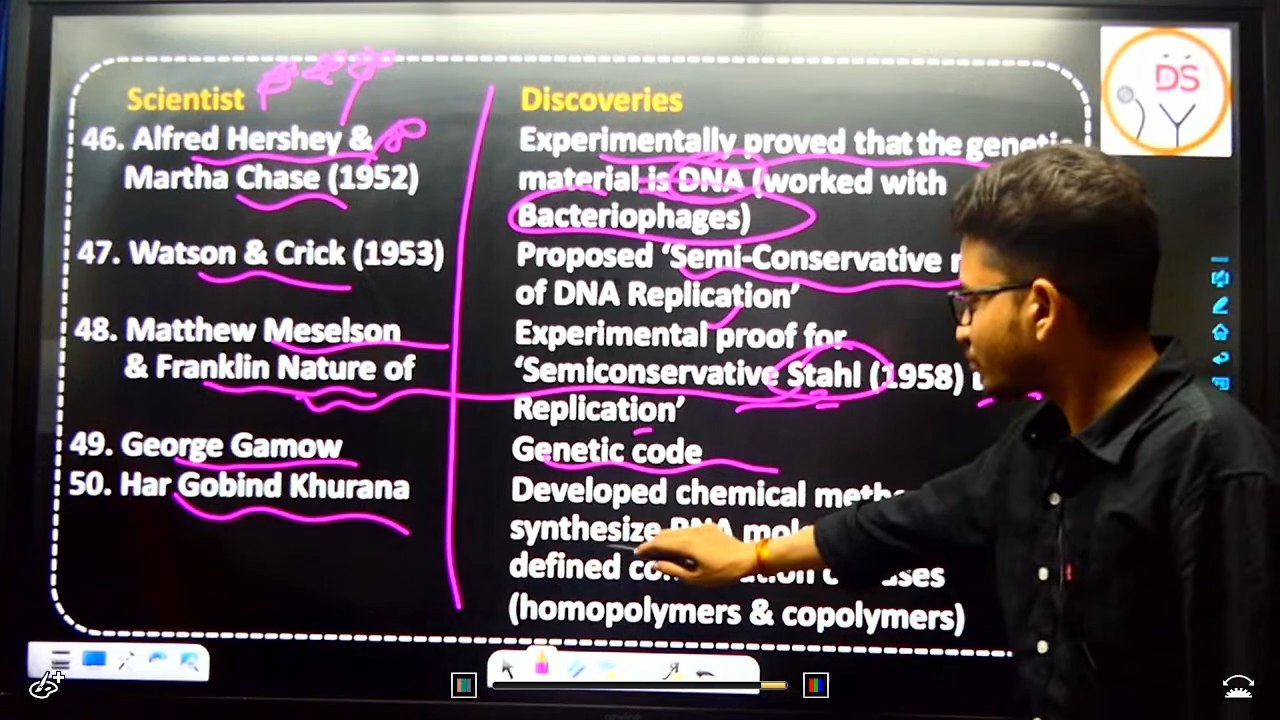 DS
Scientist
Discoveries
46. Alfred Hershey &
Martha Chase (1952)
Experimentally proved that the genetic
material is DNA (worked with
Bacteriophages)
47. Watson & Crick (1953)
Proposed ‘Semi-Conservative
of DNA Replication’
48. Matthew Meselson
& Franklin Nature of
Experimental proof for
‘Semiconservative Stahl (1958)
Replication’
49. George Gamow
Genetic code
50. Har Gobind Khurana
Developed chemical
synthesize RNA
defined
(homopolymers & copolymers)